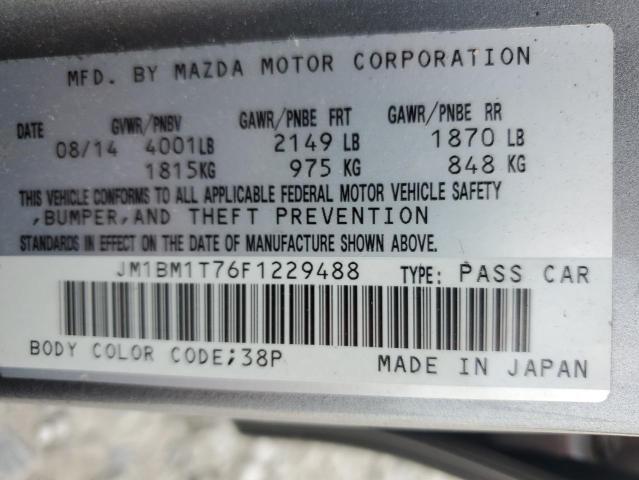 MFD. BY MAZDA MOTOR CORPORATION
DATE GVWR/PNBV GAWR/PNBE FRT GAWR/PNBE RR
08/14 4001LB 2149 LB 1870 LB
1815KG 975 KG 848 KG
THIS VEHICLE CONFORMS TO ALL APPLICABLE FEDERAL MOTOR VEHICLE SAFETY
,BUMPER,AND THEFT PREVENTION
STANDARDS IN EFFECT ON THE DATE OF MANUFACTURE SHOWN ABOVE.
JM1BM1T76F1229488 TYPE: PASS CAR
BODY COLOR CODE;38P MADE IN JAPAN